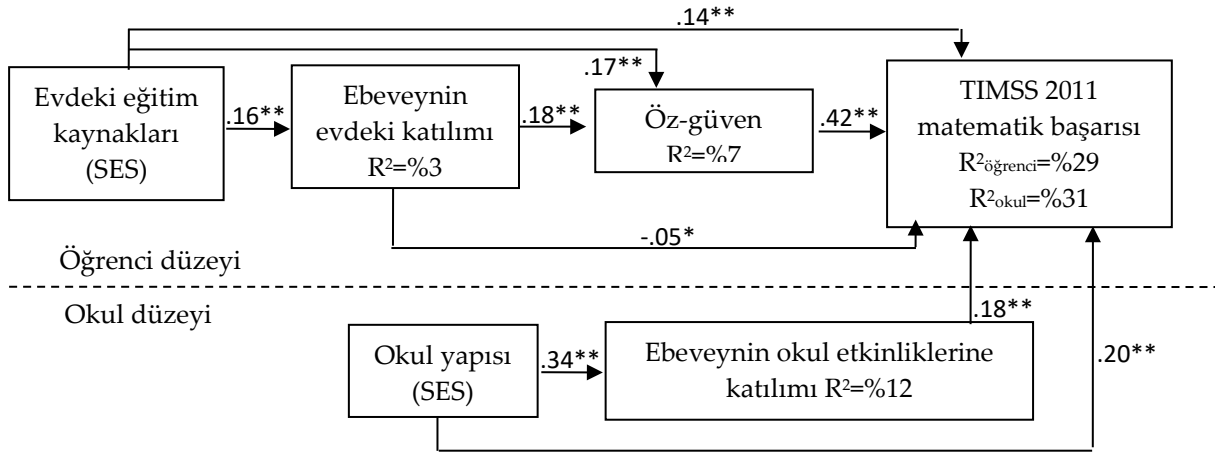 .14**
.17**
Evdeki eğitim
kaynakları
(SES)
.16**
Ebeveynin
evdeki katılımı
R²=%3
.18**
Öz-güven
R²=%7
.42**
TIMSS 2011
matematik başarısı
R²öğrenci=%29
R²okul=%31
-.05*
Öğrenci düzeyi
Okul düzeyi
.18**
Okul yapısı
(SES)
.34**
Ebeveynin okul etkinliklerine
katılımı R²=%12
.20**